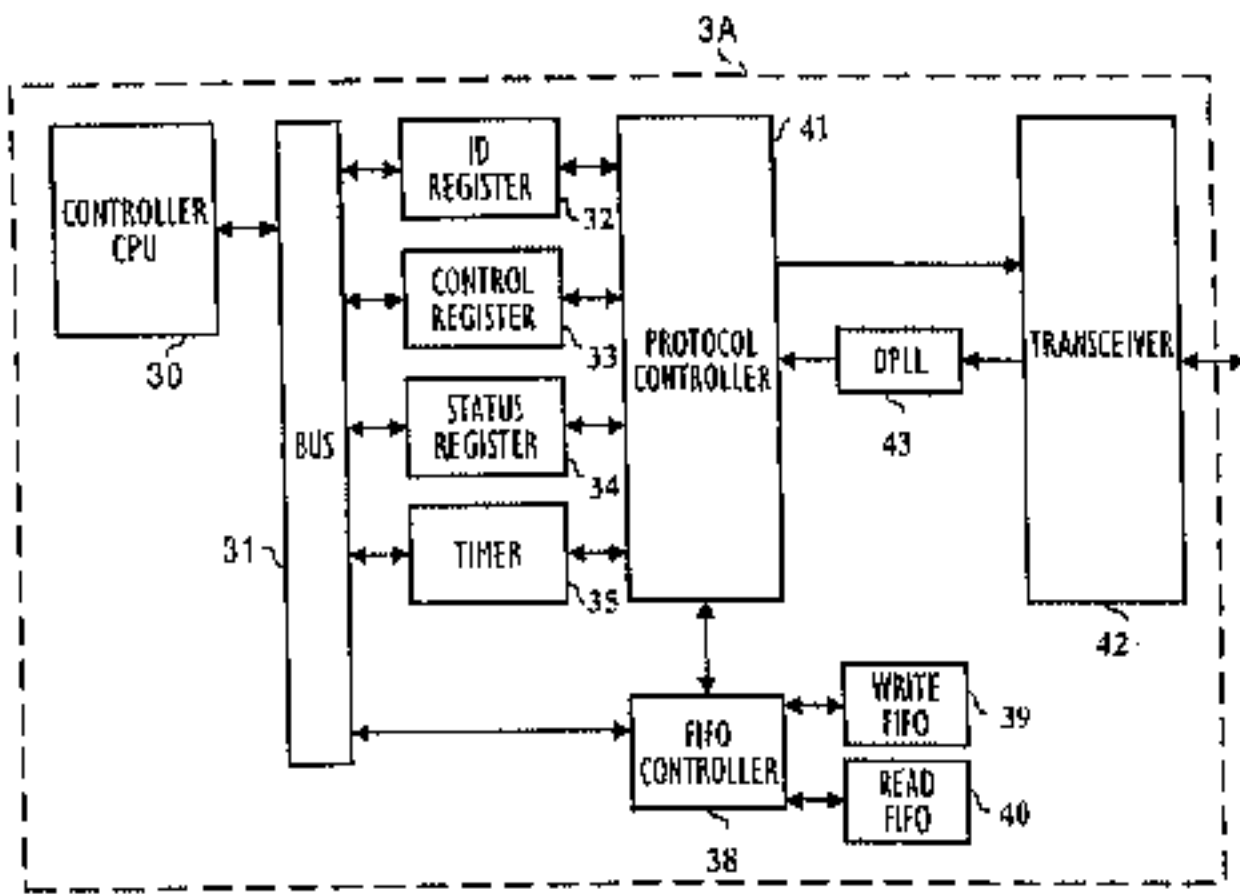 3A
CONTROLLER
CPU
30
BUS
31
ID
REGISTER
32
CONTROL
REGISTER
33
STATUS
REGISTER
34
TIMER
35
PROTOCOL
CONTROLLER
41
DPLL
43
TRANSCEIVER
42
FIFO
CONTROLLER
38
WRITE
FIFO
39
READ
FIFO
40